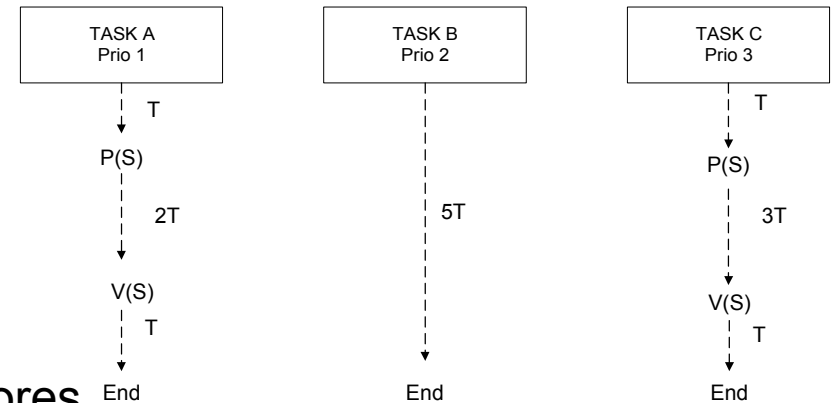 TASK A
Prio 1
T
P(S)
2T
V(S)
T
End
TASK B
Prio 2
5T
End
TASK C
Prio 3
T
P(S)
3T
V(S)
T
End